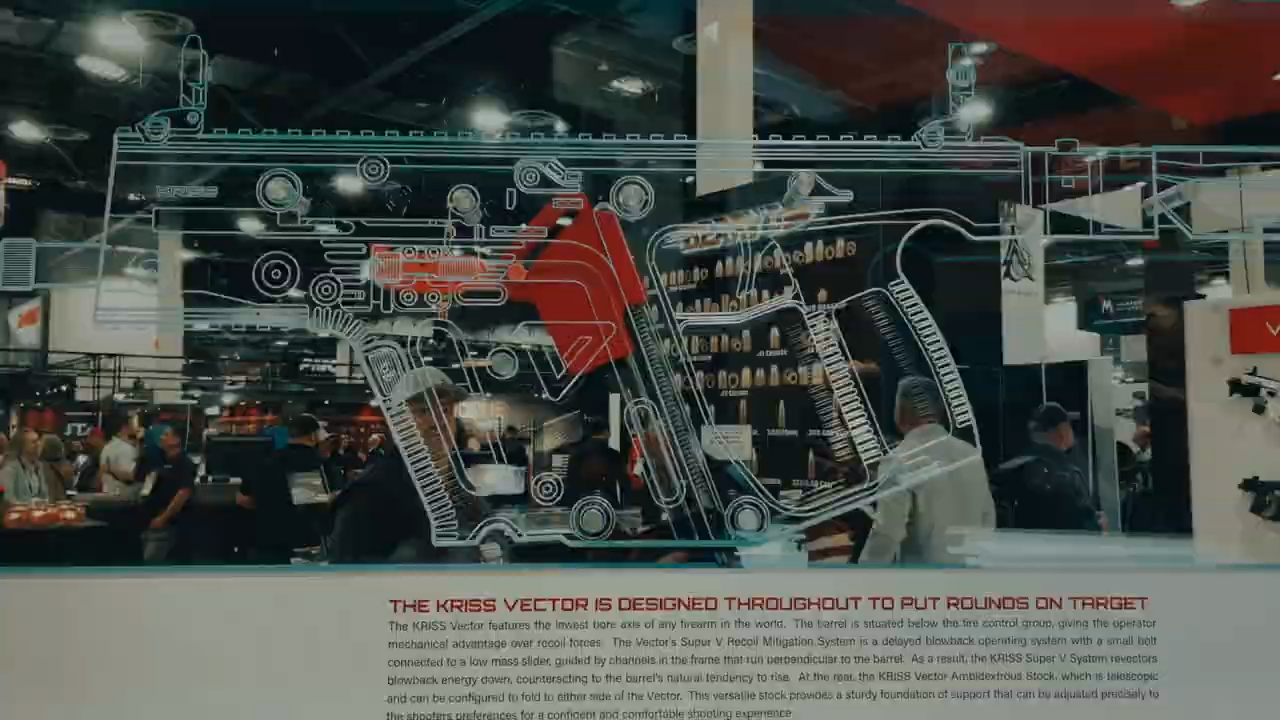 KRISS
THE KRISS VECTOR IS DESIGNED THROUGHOUT TO PUT ROUNDS ON TARGET
The KRISS Vector features the lowest bore axis of any firearm in the world. The barrel is situated below the fire control group, giving the operator
mechanical advantage over recoil forces. The Vector's Super V Recoil Mitigation System is a delayed blowback operating system with a small bolt
connected to a low mass slider, guided by channels in the frame that run perpendicular to the barrel. As a result, the KRISS Super V System revectors
blowback energy down, counteracting to the barrel's natural tendency to rise. At the rear, the KRISS Vector Ambidextrous Stock, which is telescopic
and can be configured to fold to either side of the Vector. This versatile stock provides a sturdy foundation of support that can be adjusted precisely to
the shooters preferences for a confident and comfortable shooting experience.